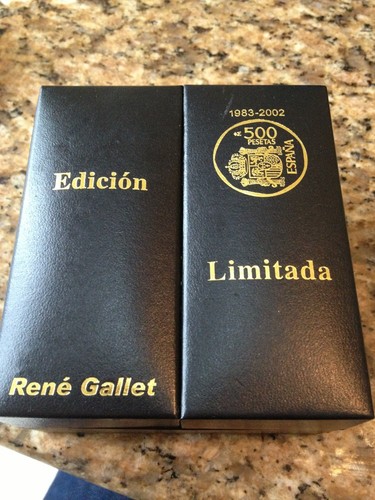 Edición
René Gallet
1983-2002
500
PESETAS
ESPAÑA
Limitada